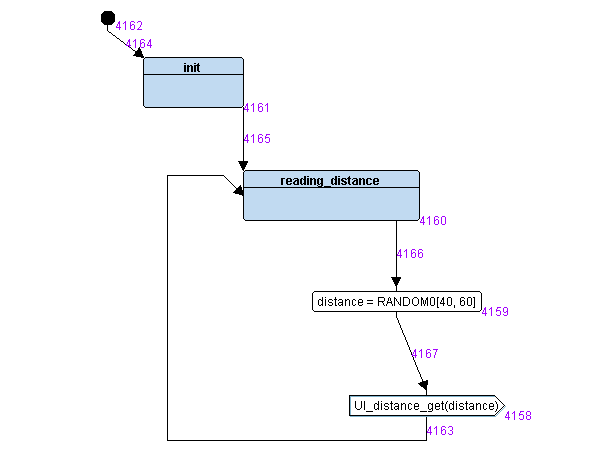 4162
4164
init
4161
4165
reading_distance
4160
4166
distance = RANDOM0[40, 60]
4159
4167
UI_distance_get(distance)
4158
4163